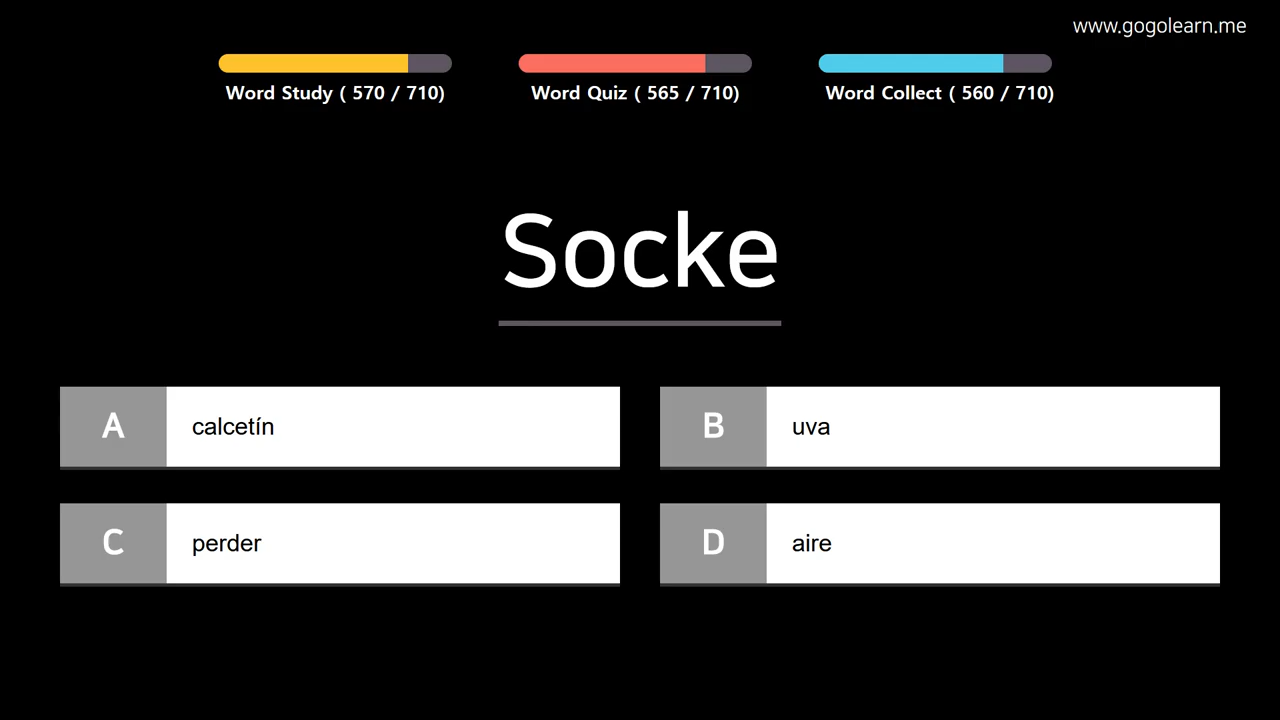 www.gogolearn.me
Word Study ( 570 / 710)
Word Quiz ( 565 / 710)
Word Collect ( 560 / 710)
Socke
A calcetín
B uva
C perder
D aire